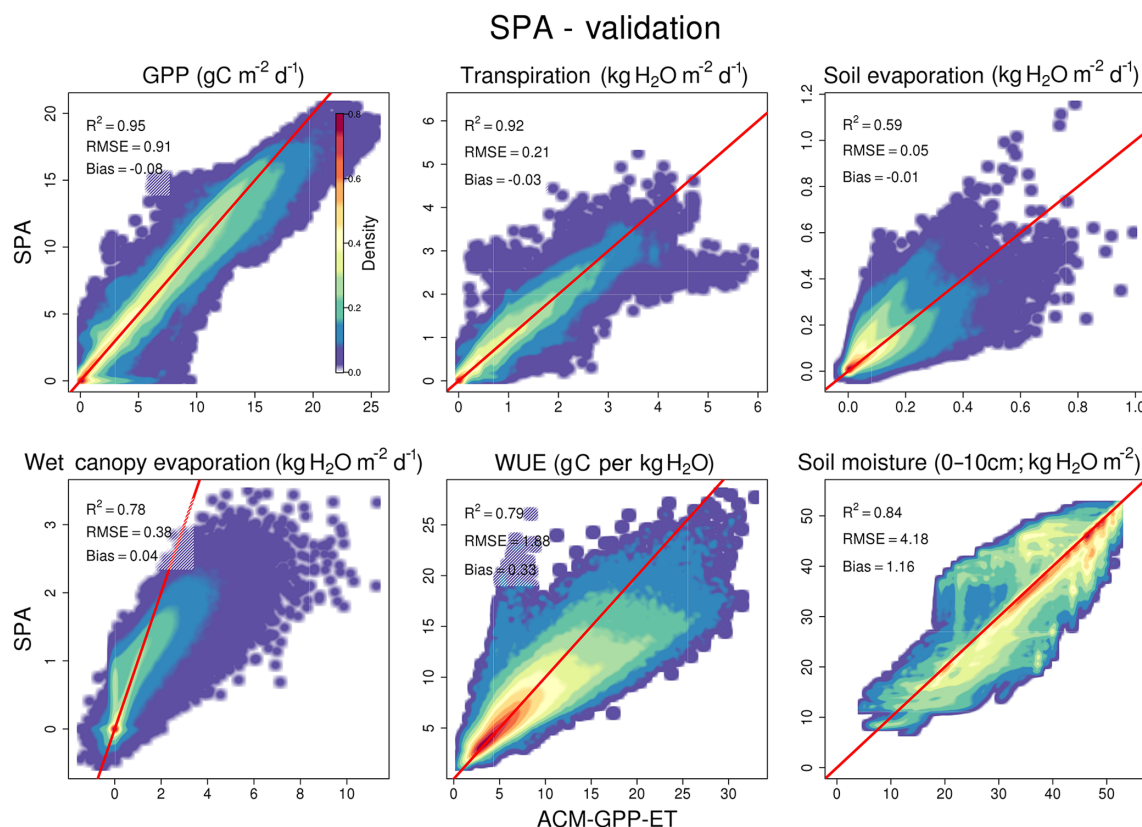 SPA - validation
GPP (gC m⁻² d⁻¹)
R² = 0.95
RMSE = 0.91
Bias = -0.08
SPA
0 5 10 15 20
0 5 10 15 20 25
Density
0.0 0.2 0.4 0.6 0.8
Transpiration (kg H₂O m⁻² d⁻¹)
R² = 0.92
RMSE = 0.21
Bias = -0.03
0 1 2 3 4 5 6
0 1 2 3 4 5 6
Soil evaporation (kg H₂O m⁻² d⁻¹)
R² = 0.59
RMSE = 0.05
Bias = -0.01
0.0 0.2 0.4 0.6 0.8 1.0 1.2
0.0 0.2 0.4 0.6 0.8 1.0
Wet canopy evaporation (kg H₂O m⁻² d⁻¹)
R² = 0.78
RMSE = 0.38
Bias = 0.04
SPA
0 1 2 3
0 2 4 6 8 10
WUE (gC per kg H₂O)
R² = 0.79
RMSE = 1.88
Bias = 0.33
5 10 15 20 25
0 5 10 15 20 25 30
ACM-GPP-ET
Soil moisture (0–10cm; kg H₂O m⁻²)
R² = 0.84
RMSE = 4.18
Bias = 1.16
0 10 20 30 40 50
0 10 20 30 40 50